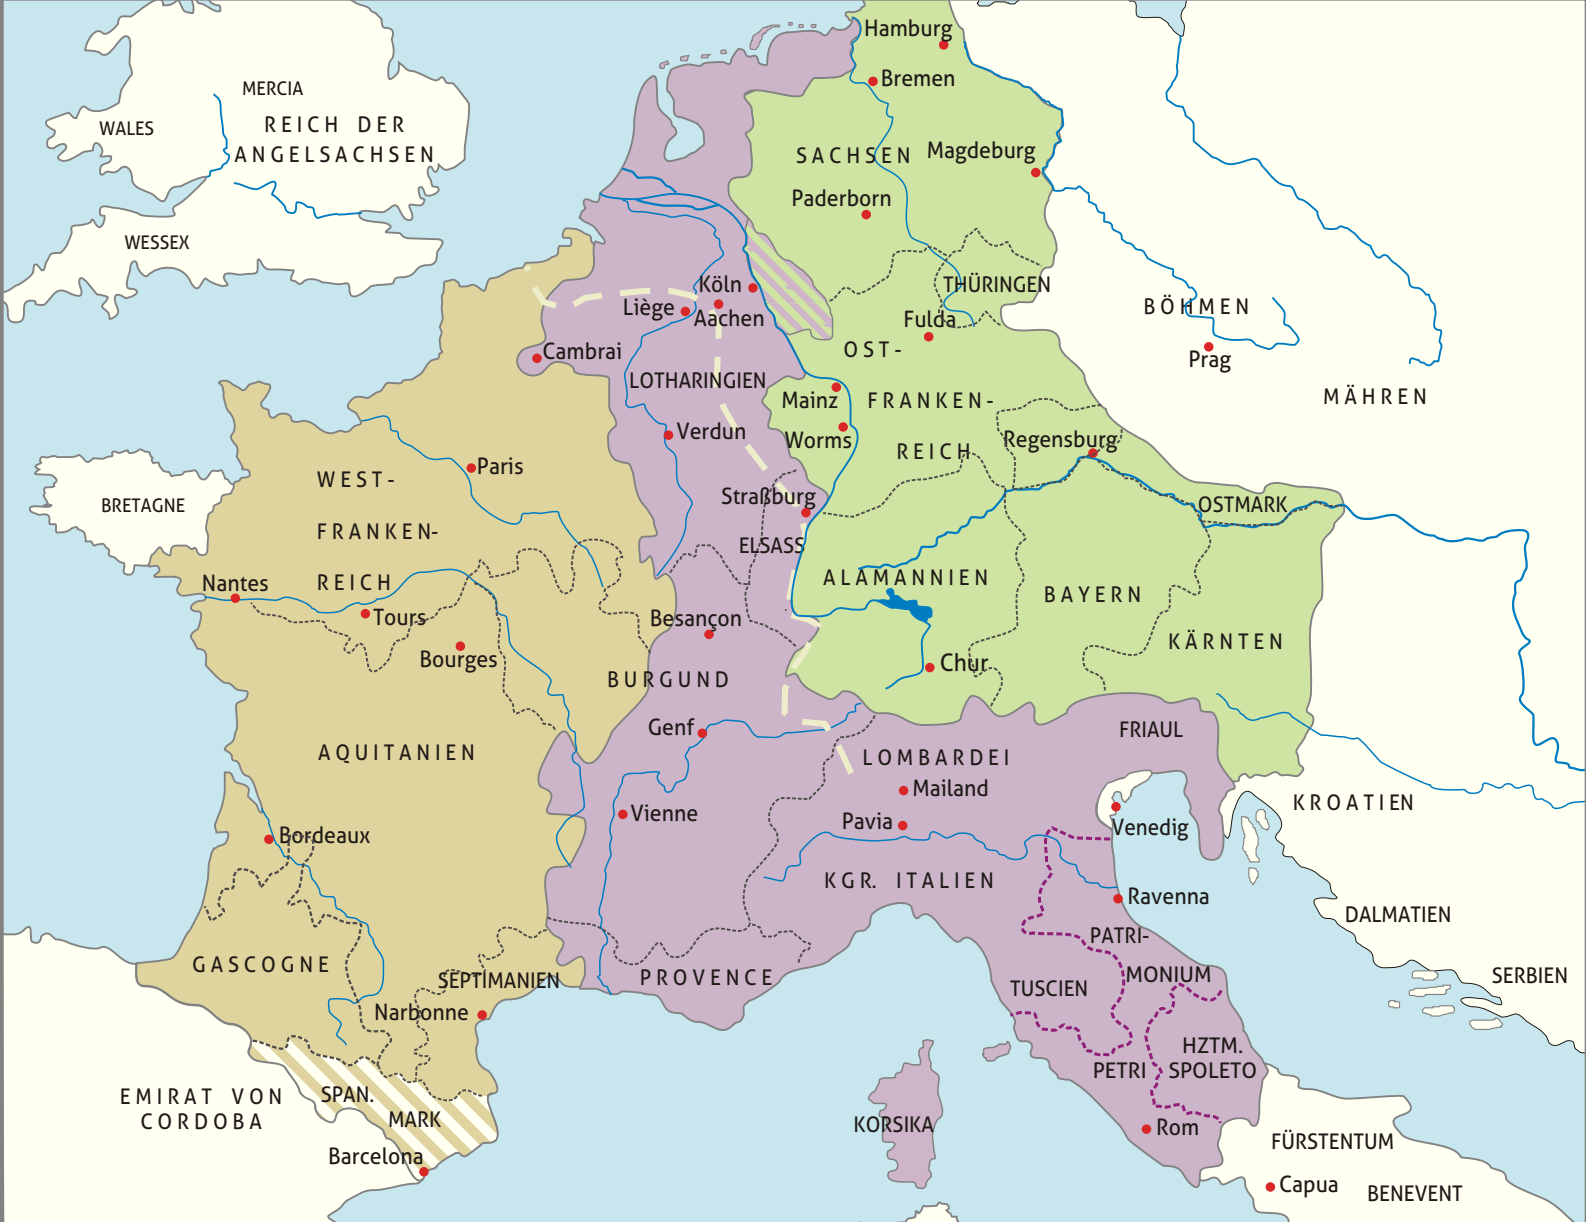 Hamburg
Bremen
MERCIA
WALES
REICH DER
ANGELSACHSEN
SACHSEN
Magdeburg
Paderborn
WESSEX
THÜRINGEN
Köln
Liège
Aachen
BÖHMEN
Fulda
Cambrai
OST-
Prag
LOTHARINGIEN
MÄHREN
Mainz
FRANKEN-
Verdun
Worms
REICH
Regensburg
Paris
WEST-
BRETAGNE
Straßburg
OSTMARK
FRANKEN-
ELSASS
Nantes
REICH
ALAMANNIEN
BAYERN
Tours
Besançon
KÄRNTEN
Bourges
Chur
BURGUND
Genf
FRIAUL
AQUITANIEN
LOMBARDEI
Mailand
KROATIEN
Vienne
Pavia
Venedig
Bordeaux
KGR. ITALIEN
Ravenna
DALMATIEN
PATRI-
GASCOGNE
SEPTIMANIEN
PROVENCE
MONIUM
SERBIEN
TUSCIEN
Narbonne
HZTM.
PETRI
SPOLETO
EMIRAT VON
CORDOBA
SPAN.
MARK
KORSIKA
Rom
FÜRSTENTUM
Barcelona
Capua
BENEVENT